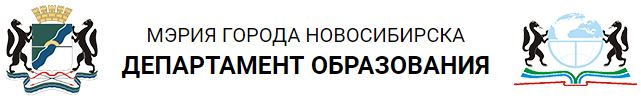 МЭРИЯ ГОРОДА НОВОСИБИРСКА
ДЕПАРТАМЕНТ ОБРАЗОВАНИЯ